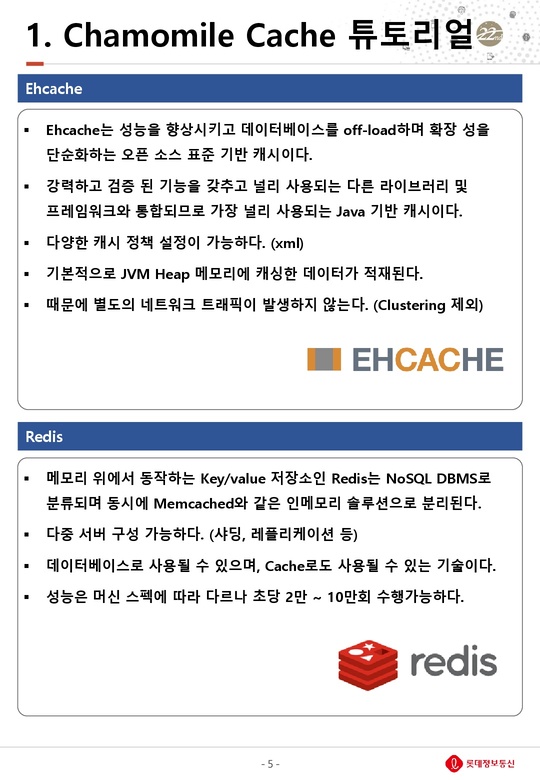 1. Chamomile Cache 튜토리얼
22nd
Ehcache
▪ Ehcache는 성능을 향상시키고 데이터베이스를 off-load하며 확장 성을
단순화하는 오픈 소스 표준 기반 캐시이다.
▪ 강력하고 검증 된 기능을 갖추고 널리 사용되는 다른 라이브러리 및
프레임워크와 통합되므로 가장 널리 사용되는 Java 기반 캐시이다.
▪ 다양한 캐시 정책 설정이 가능하다. (xml)
▪ 기본적으로 JVM Heap 메모리에 캐싱한 데이터가 적재된다.
▪ 때문에 별도의 네트워크 트래픽이 발생하지 않는다. (Clustering 제외)
EHCACHE
Redis
▪ 메모리 위에서 동작하는 Key/value 저장소인 Redis는 NoSQL DBMS로
분류되며 동시에 Memcached와 같은 인메모리 솔루션으로 분리된다.
▪ 다중 서버 구성 가능하다. (샤딩, 레플리케이션 등)
▪ 데이터베이스로 사용될 수 있으며, Cache로도 사용될 수 있는 기술이다.
▪ 성능은 머신 스펙에 따라 다르나 초당 2만 ~ 10만회 수행가능하다.
redis
- 5 -
롯데정보통신